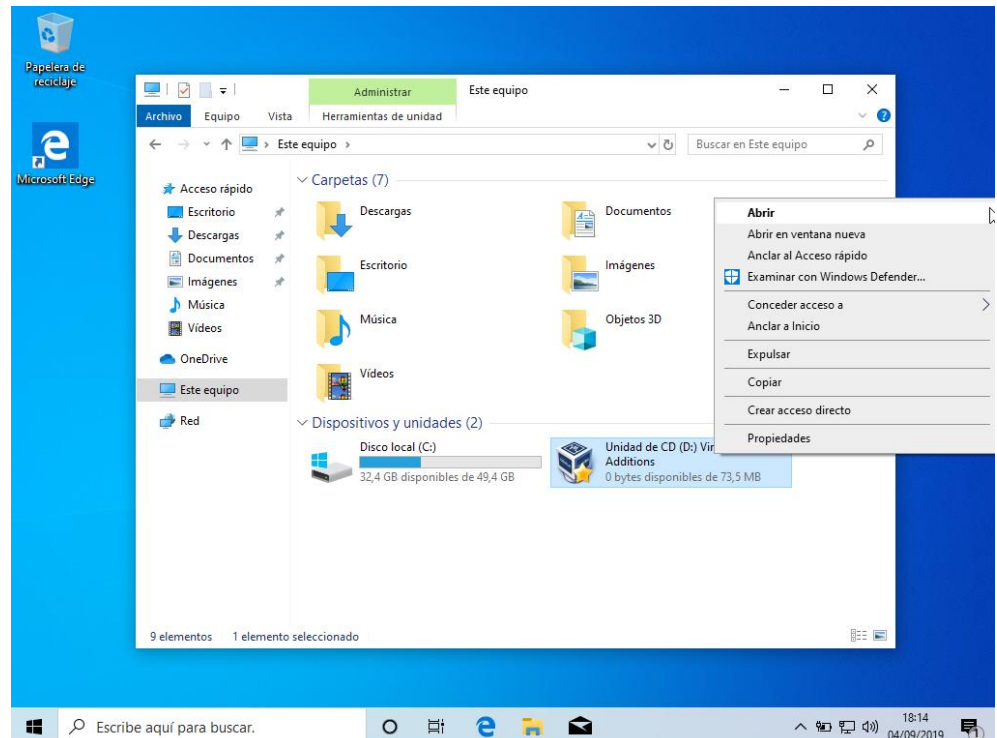 Papelera de
reciclaje
Microsoft Edge
Administrar
Este equipo
Archivo
Equipo
Vista
Herramientas de unidad
Este equipo
Buscar en Este equipo
Acceso rápido
Escritorio
Descargas
Documentos
Imágenes
Música
Vídeos
OneDrive
Este equipo
Red
Carpetas (7)
Descargas
Documentos
Escritorio
Imágenes
Música
Objetos 3D
Vídeos
Dispositivos y unidades (2)
Disco local (C:)
32,4 GB disponibles de 49,4 GB
Unidad de CD (D:) Vir
Additions
0 bytes disponibles de 73,5 MB
Abrir
Abrir en ventana nueva
Anclar al Acceso rápido
Examinar con Windows Defender...
Conceder acceso a
Anclar a Inicio
Expulsar
Copiar
Crear acceso directo
Propiedades
9 elementos
1 elemento seleccionado
Escribe aquí para buscar.
18:14
04/09/2019
1